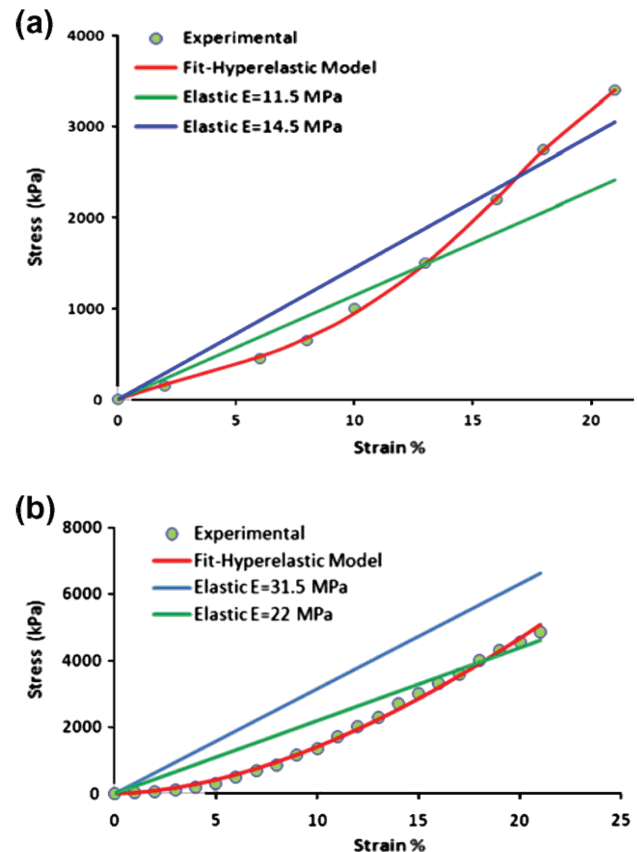 (a)
4000
3000
2000
1000
0
Stress (kPa)
Experimental
Fit-Hyperelastic Model
Elastic E=11.5 MPa
Elastic E=14.5 MPa
0 5 10 15 20
Strain %
(b)
8000
6000
4000
2000
0
Stress (kPa)
Experimental
Fit-Hyperelastic Model
Elastic E=31.5 MPa
Elastic E=22 MPa
0 5 10 15 20 25
Strain %